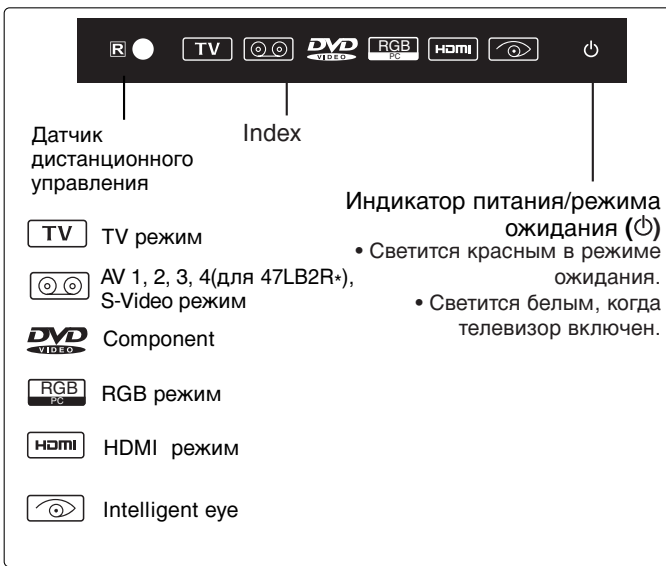 R TV DVD VIDEO RGB PC HDMI
Датчик
дистанционного
управления
Index
Индикатор питания/режима
ожидания (⏻)
• Светится красным в режиме
ожидания.
• Светится белым, когда
телевизор включен.
TV TV режим
AV 1, 2, 3, 4(для 47LB2R*),
S-Video режим
DVD VIDEO Component
RGB PC RGB режим
HDMI HDMI режим
Intelligent eye